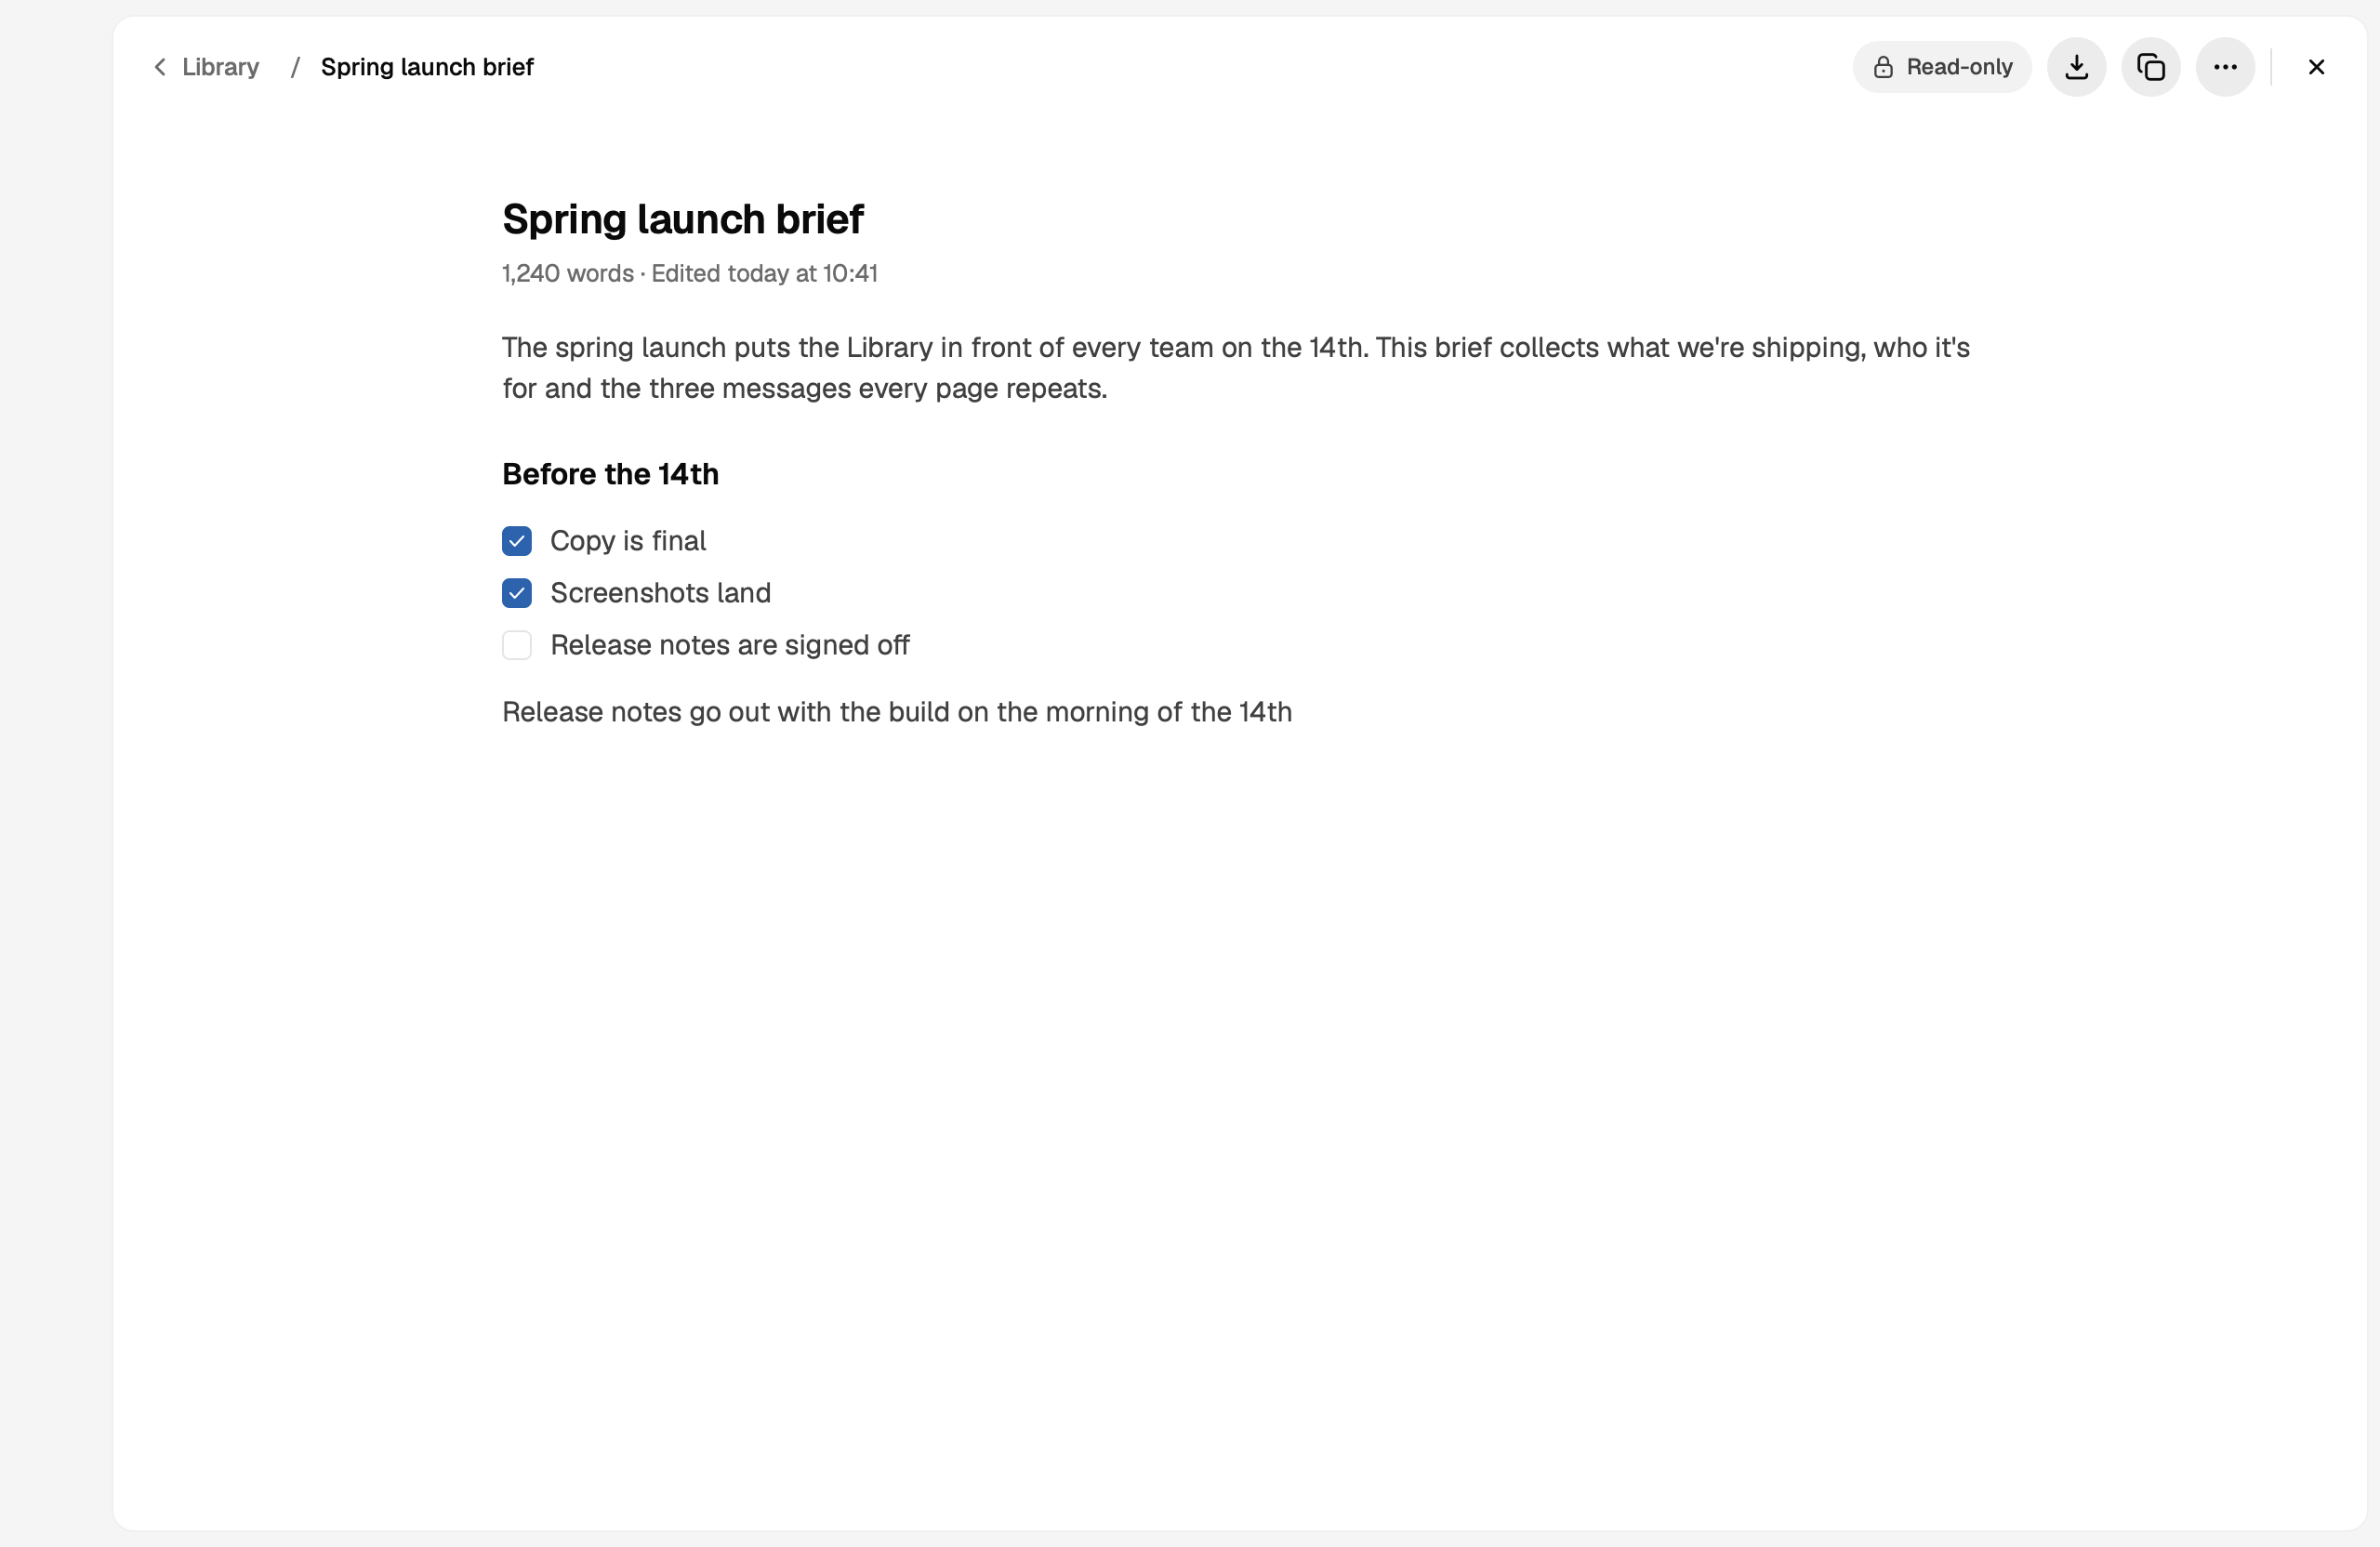 Library / Spring launch brief
Read-only
Spring launch brief
1,240 words · Edited today at 10:41
The spring launch puts the Library in front of every team on the 14th. This brief collects what we're shipping, who it's
for and the three messages every page repeats.
Before the 14th
Copy is final
Screenshots land
Release notes are signed off
Release notes go out with the build on the morning of the 14th